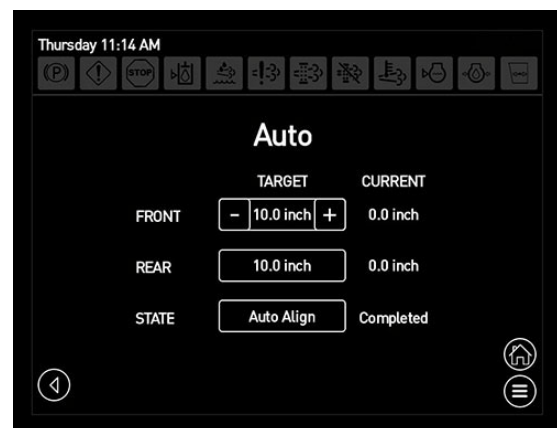 Thursday 11:14 AM
(P) STOP
Auto
TARGET CURRENT
FRONT - 10.0 inch + 0.0 inch
REAR 10.0 inch 0.0 inch
STATE Auto Align Completed